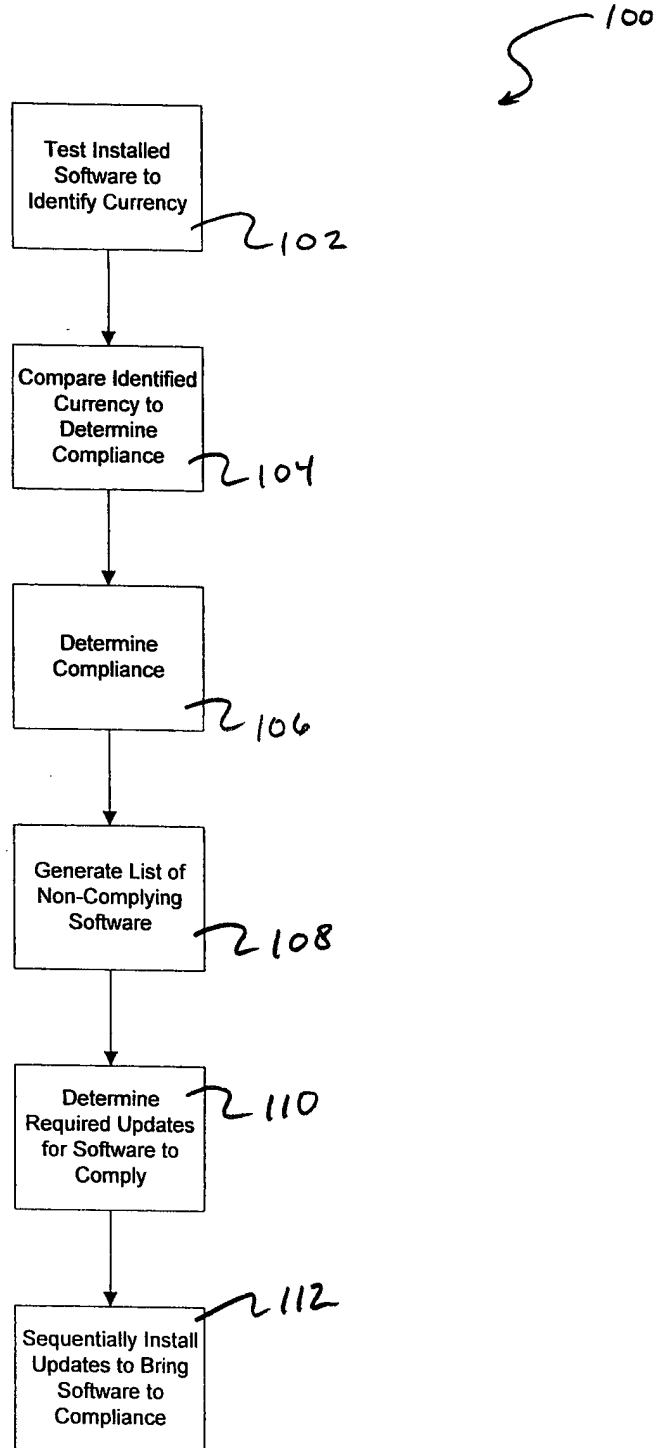 100
Test Installed
Software to
Identify Currency
102
Compare Identified
Currency to
Determine
Compliance
104
Determine
Compliance
106
Generate List of
Non-Complying
Software
108
Determine
Required Updates
for Software to
Comply
110
112
Sequentially Install
Updates to Bring
Software to
Compliance